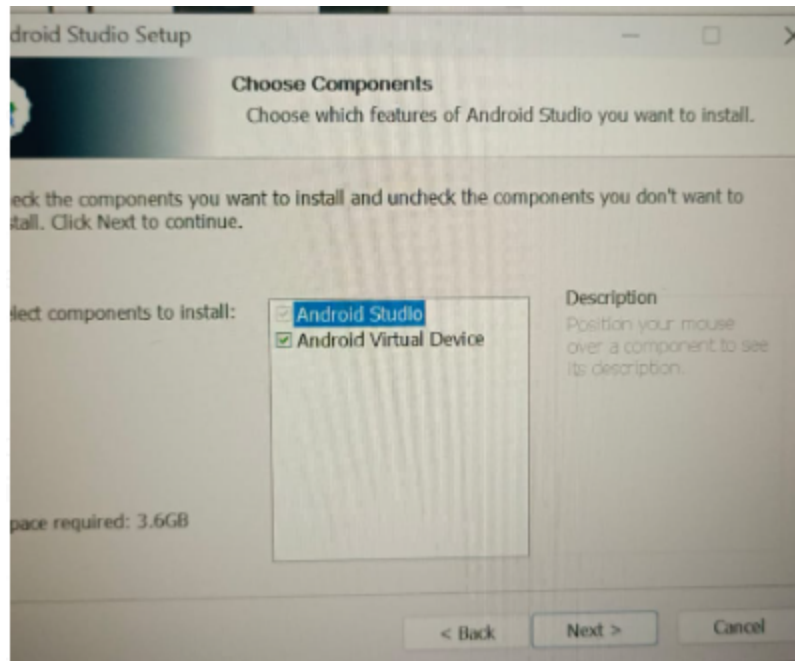 droid Studio Setup
Choose Components
Choose which features of Android Studio you want to install.
eck the components you want to install and uncheck the components you don't want to
stall. Click Next to continue.
lect components to install:
Android Studio
Android Virtual Device
Description
Position your mouse
over a component to see
its description.
pace required: 3.6GB
< Back
Next >
Cancel